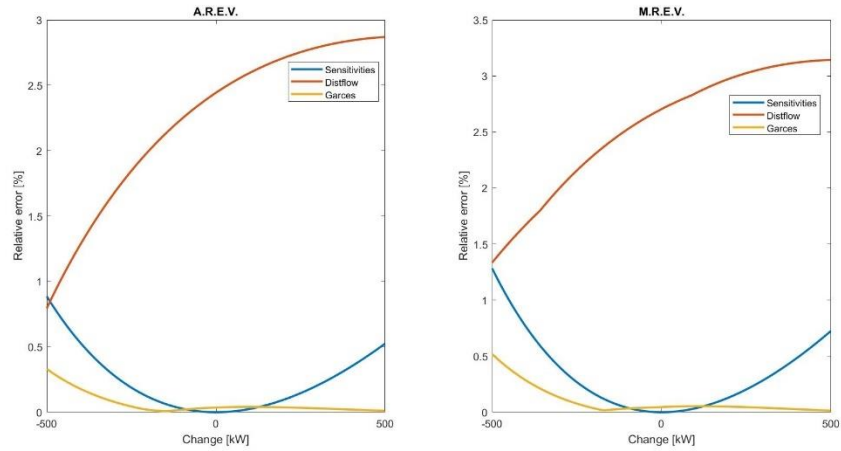 A.R.E.V.
3
2.5
2
1.5
1
0.5
0
-500
0
500
Relative error [%]
Change [kW]
Sensitivities
Distflow
Garces
M.R.E.V.
3.5
3
2.5
2
1.5
1
0.5
0
-500
0
500
Relative error [%]
Change [kW]
Sensitivities
Distflow
Garces